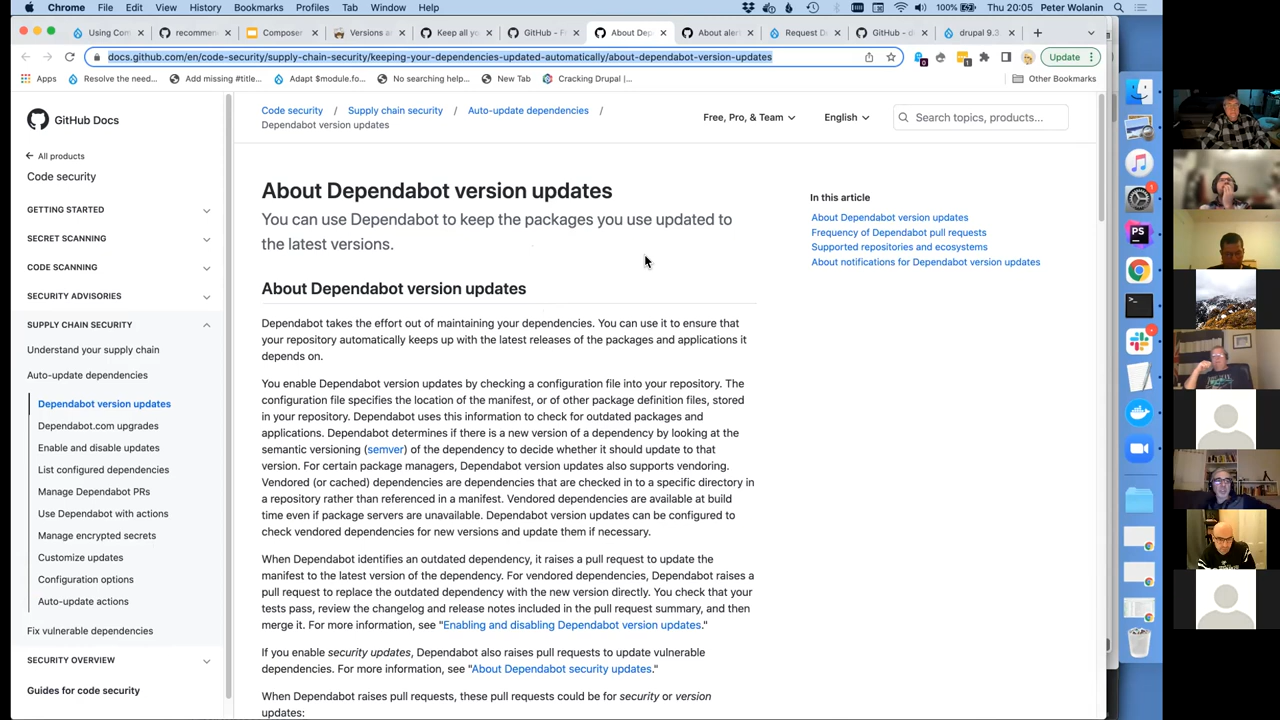 Chrome File Edit View History Bookmarks Profiles Tab Window Help 100% Thu 20:05 Peter Wolanin
Using Com
recommen
Composer
Versions a
Keep all yo
GitHub - F
About Dep
About aler
Request D
GitHub - d
drupal 9.3
docs.github.com/en/code-security/supply-chain-security/keeping-your-dependencies-updated-automatically/about-dependabot-version-updates
Update
Apps
Resolve the need...
Add missing #title...
Adapt $module.fo...
No searching help...
New Tab
Cracking Drupal |...
Other Bookmarks
GitHub Docs
All products
Code security
GETTING STARTED
SECRET SCANNING
CODE SCANNING
SECURITY ADVISORIES
SUPPLY CHAIN SECURITY
Understand your supply chain
Auto-update dependencies
Dependabot version updates
Dependabot.com upgrades
Enable and disable updates
List configured dependencies
Manage Dependabot PRs
Use Dependabot with actions
Manage encrypted secrets
Customize updates
Configuration options
Auto-update actions
Fix vulnerable dependencies
SECURITY OVERVIEW
Guides for code security
Code security / Supply chain security / Auto-update dependencies /
Dependabot version updates
Free, Pro, & Team
English
Search topics, products...
About Dependabot version updates
You can use Dependabot to keep the packages you use updated to
the latest versions.
About Dependabot version updates
Dependabot takes the effort out of maintaining your dependencies. You can use it to ensure that
your repository automatically keeps up with the latest releases of the packages and applications it
depends on.
You enable Dependabot version updates by checking a configuration file into your repository. The
configuration file specifies the location of the manifest, or of other package definition files, stored
in your repository. Dependabot uses this information to check for outdated packages and
applications. Dependabot determines if there is a new version of a dependency by looking at the
semantic versioning (semver) of the dependency to decide whether it should update to that
version. For certain package managers, Dependabot version updates also supports vendoring.
Vendored (or cached) dependencies are dependencies that are checked in to a specific directory in
a repository rather than referenced in a manifest. Vendored dependencies are available at build
time even if package servers are unavailable. Dependabot version updates can be configured to
check vendored dependencies for new versions and update them if necessary.
When Dependabot identifies an outdated dependency, it raises a pull request to update the
manifest to the latest version of the dependency. For vendored dependencies, Dependabot raises a
pull request to replace the outdated dependency with the new version directly. You check that your
tests pass, review the changelog and release notes included in the pull request summary, and then
merge it. For more information, see "Enabling and disabling Dependabot version updates."
If you enable security updates, Dependabot also raises pull requests to update vulnerable
dependencies. For more information, see "About Dependabot security updates."
When Dependabot raises pull requests, these pull requests could be for security or version
updates:
In this article
About Dependabot version updates
Frequency of Dependabot pull requests
Supported repositories and ecosystems
About notifications for Dependabot version updates
PS